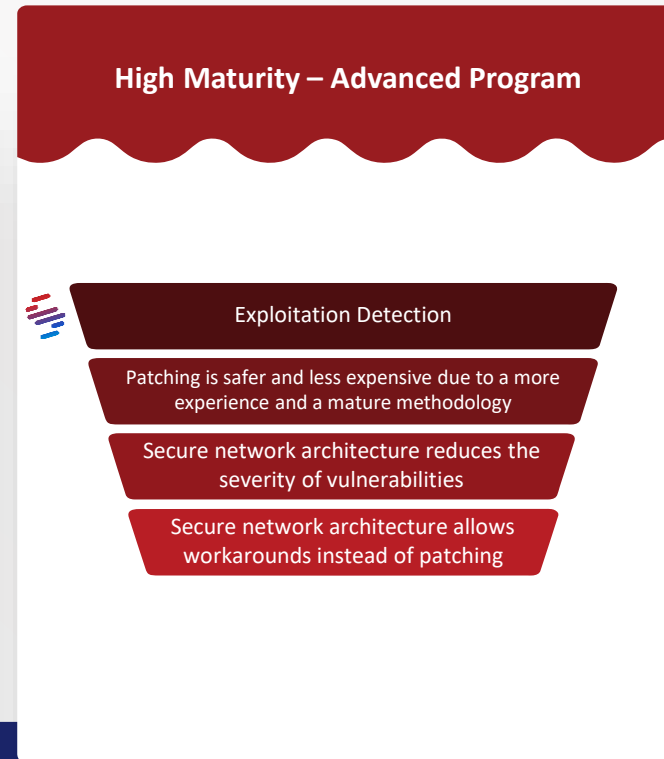 High Maturity – Advanced Program
Exploitation Detection
Patching is safer and less expensive due to a more
experience and a mature methodology
Secure network architecture reduces the
severity of vulnerabilities
Secure network architecture allows
workarounds instead of patching